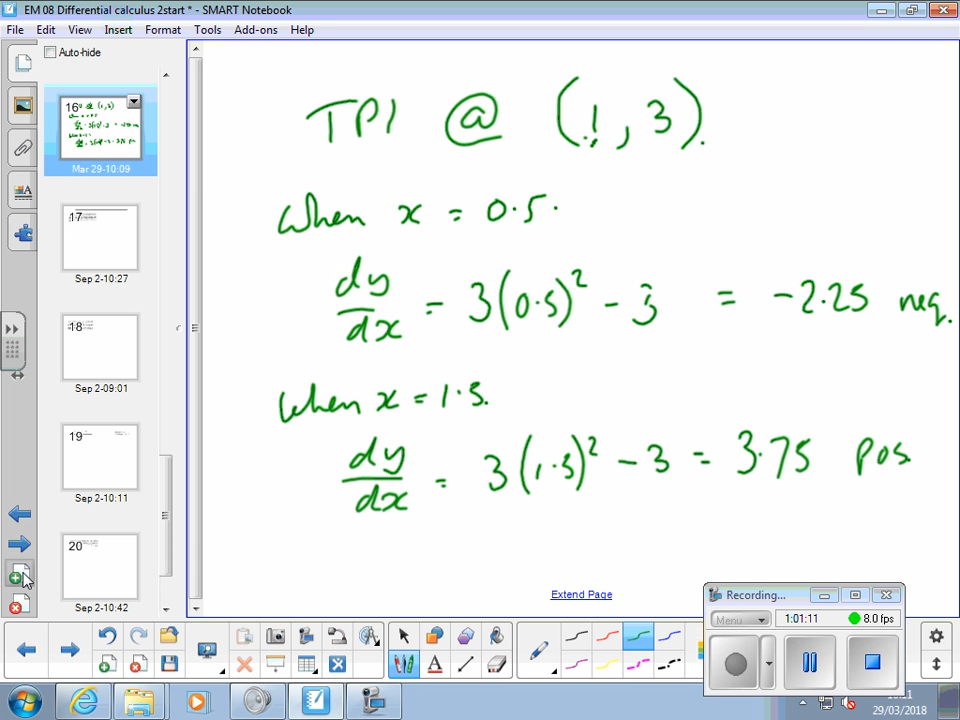 EM 08 Differential calculus 2start * - SMART Notebook
File Edit View Insert Format Tools Add-ons Help
Auto-hide
16
Mar 29-10:09
17
Sep 2-10:27
18
Sep 2-09:01
19
Sep 2-10:11
20
Sep 2-10:42
TP1 @ (1, 3).
When x = 0.5.
dy/dx = 3(0.5)² - 3 = -2.25 neg.
When x = 1.5.
dy/dx = 3(1.5)² - 3 = 3.75 pos.
Extend Page
Recording...
Menu 1:01:11 8.0 fps
29/03/2018